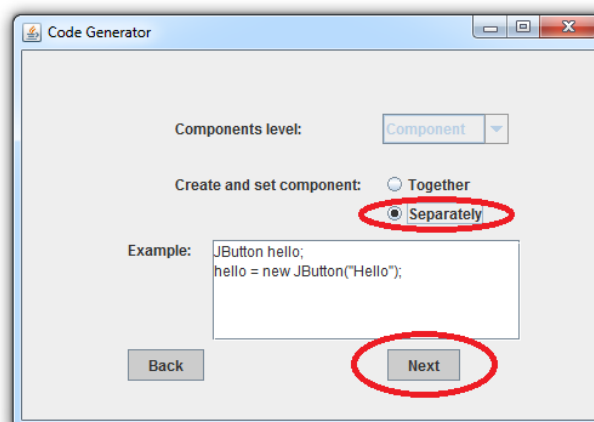 Code Generator
Components level: Component
Create and set component: Together
Separately
Example: JButton hello;
hello = new JButton("Hello");
Back Next